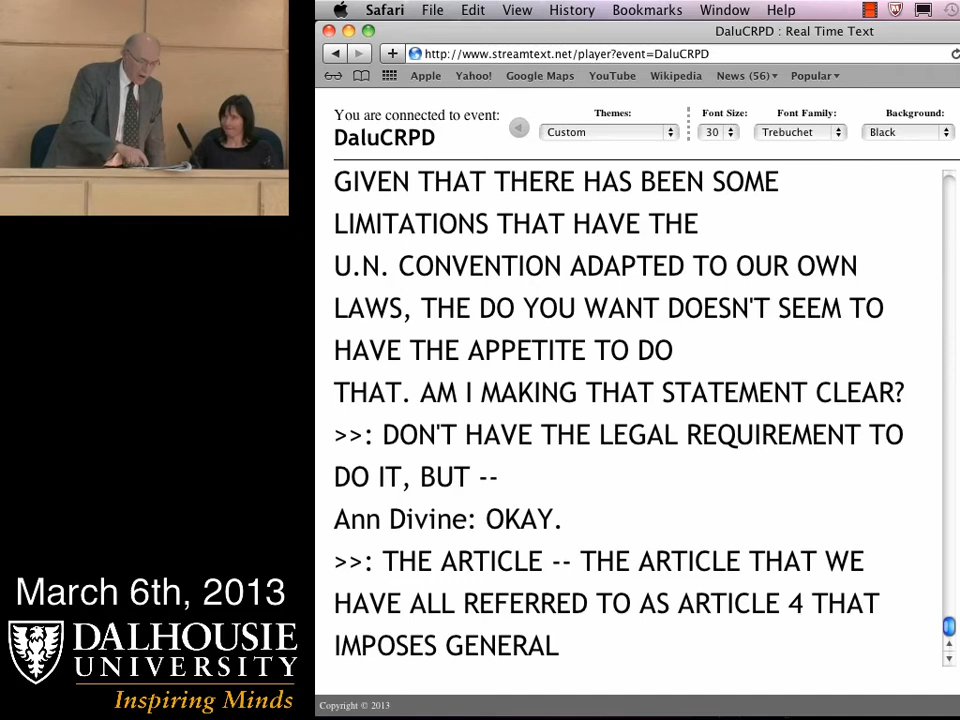 Safari File Edit View History Bookmarks Window Help
DaluCRPD : Real Time Text
http://www.streamtext.net/player?event=DaluCRPD
Apple Yahoo! Google Maps YouTube Wikipedia News (56) Popular
You are connected to event:
DaluCRPD
Themes: Font Size: Font Family: Background:
Custom 30 Trebuchet Black
GIVEN THAT THERE HAS BEEN SOME
LIMITATIONS THAT HAVE THE
U.N. CONVENTION ADAPTED TO OUR OWN
LAWS, THE DO YOU WANT DOESN'T SEEM TO
HAVE THE APPETITE TO DO
THAT. AM I MAKING THAT STATEMENT CLEAR?
>>: DON'T HAVE THE LEGAL REQUIREMENT TO
DO IT, BUT --
Ann Divine: OKAY.
>>: THE ARTICLE -- THE ARTICLE THAT WE
HAVE ALL REFERRED TO AS ARTICLE 4 THAT
IMPOSES GENERAL
Copyright © 2013
March 6th, 2013
DALHOUSIE
UNIVERSITY
Inspiring Minds